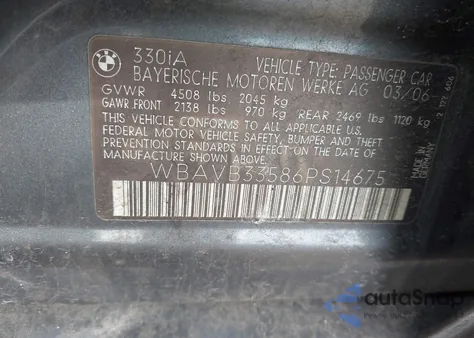 BMW
330iA
VEHICLE TYPE: PASSENGER CAR
BAYERISCHE MOTOREN WERKE AG 03/06
GVWR 4508 lbs 2045 kg
GAWR FRONT 2138 lbs 970 kg REAR 2469 lbs 1120 kg
THIS VEHICLE CONFORMS TO ALL APPLICABLE U.S.
FEDERAL MOTOR VEHICLE SAFETY, BUMPER AND THEFT
PREVENTION STANDARDS IN EFFECT ON THE DATE
OF MANUFACTURE SHOWN ABOVE.
WBAVB33586PS14675
autoSnap